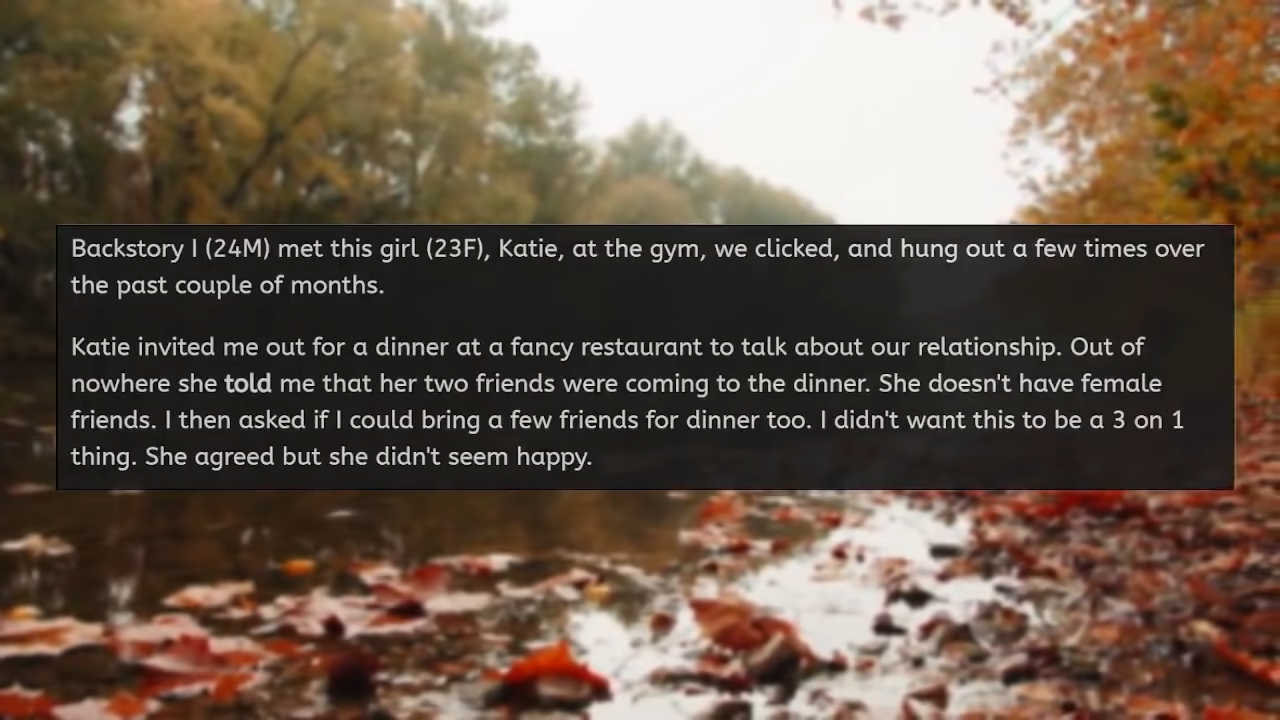 Backstory I (24M) met this girl (23F), Katie, at the gym, we clicked, and hung out a few times over
the past couple of months.
Katie invited me out for a dinner at a fancy restaurant to talk about our relationship. Out of
nowhere she told me that her two friends were coming to the dinner. She doesn't have female
friends. I then asked if I could bring a few friends for dinner too. I didn't want this to be a 3 on 1
thing. She agreed but she didn't seem happy.